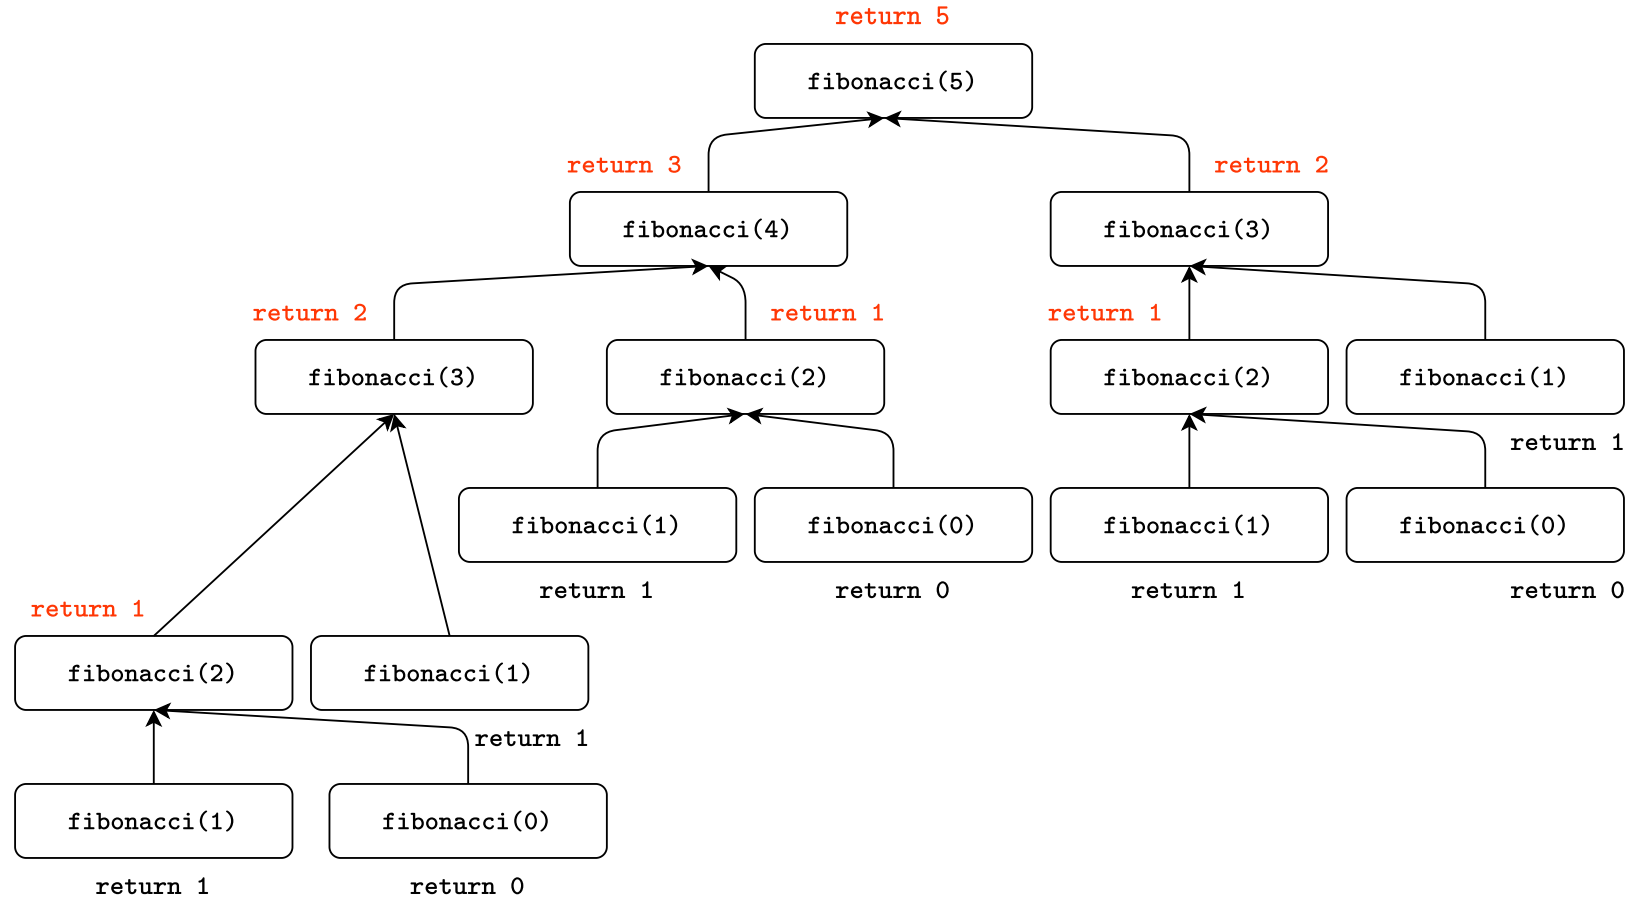 return 5
fibonacci(5)
return 3
return 2
fibonacci(4)
fibonacci(3)
return 2
return 1
return 1
fibonacci(3)
fibonacci(2)
fibonacci(2)
fibonacci(1)
return 1
fibonacci(1)
fibonacci(0)
fibonacci(1)
fibonacci(0)
return 1
return 0
return 1
return 0
return 1
fibonacci(2)
fibonacci(1)
return 1
fibonacci(1)
fibonacci(0)
return 1
return 0